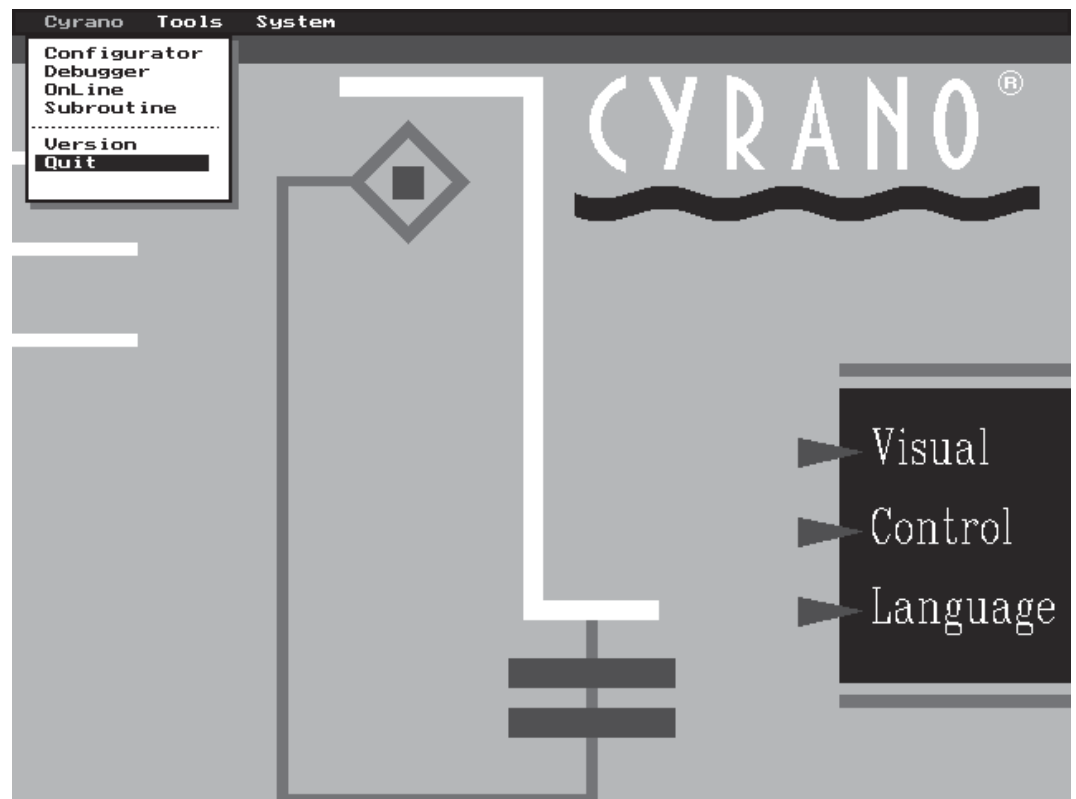 Cyrano Tools System
Configurator
Debugger
OnLine
Subroutine
Version
Quit
CYRANO®
Visual
Control
Language